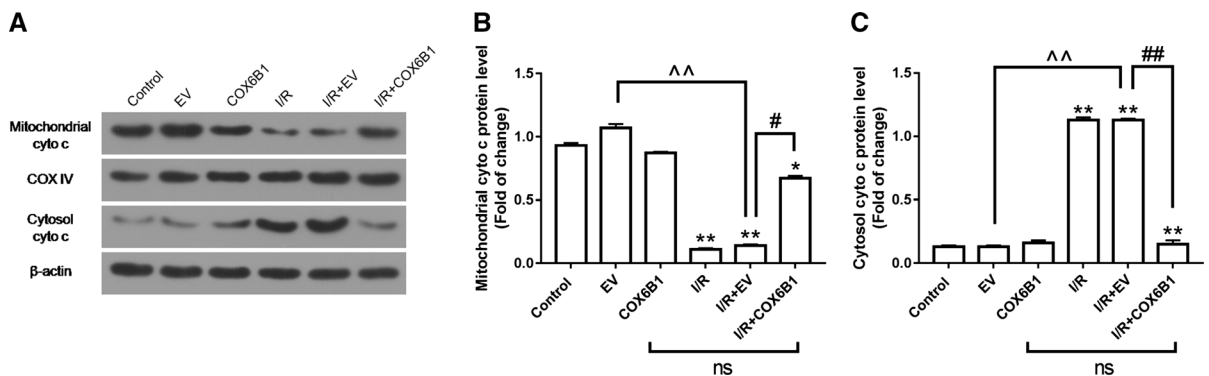 A
Control
EV
COX6B1
I/R
I/R+EV
I/R+COX6B1
Mitochondrial
cyto c
COX IV
Cytosol
cyto c
β-actin
B
Mitochondrial cyto c protein level
(Fold of change)
1.5
1.0
0.5
0.0
^^
#
**
**
*
Control
EV
COX6B1
I/R
I/R+EV
I/R+COX6B1
ns
C
Cytosol cyto c protein level
(Fold of change)
1.5
1.0
0.5
0.0
^^
##
**
**
**
Control
EV
COX6B1
I/R
I/R+EV
I/R+COX6B1
ns